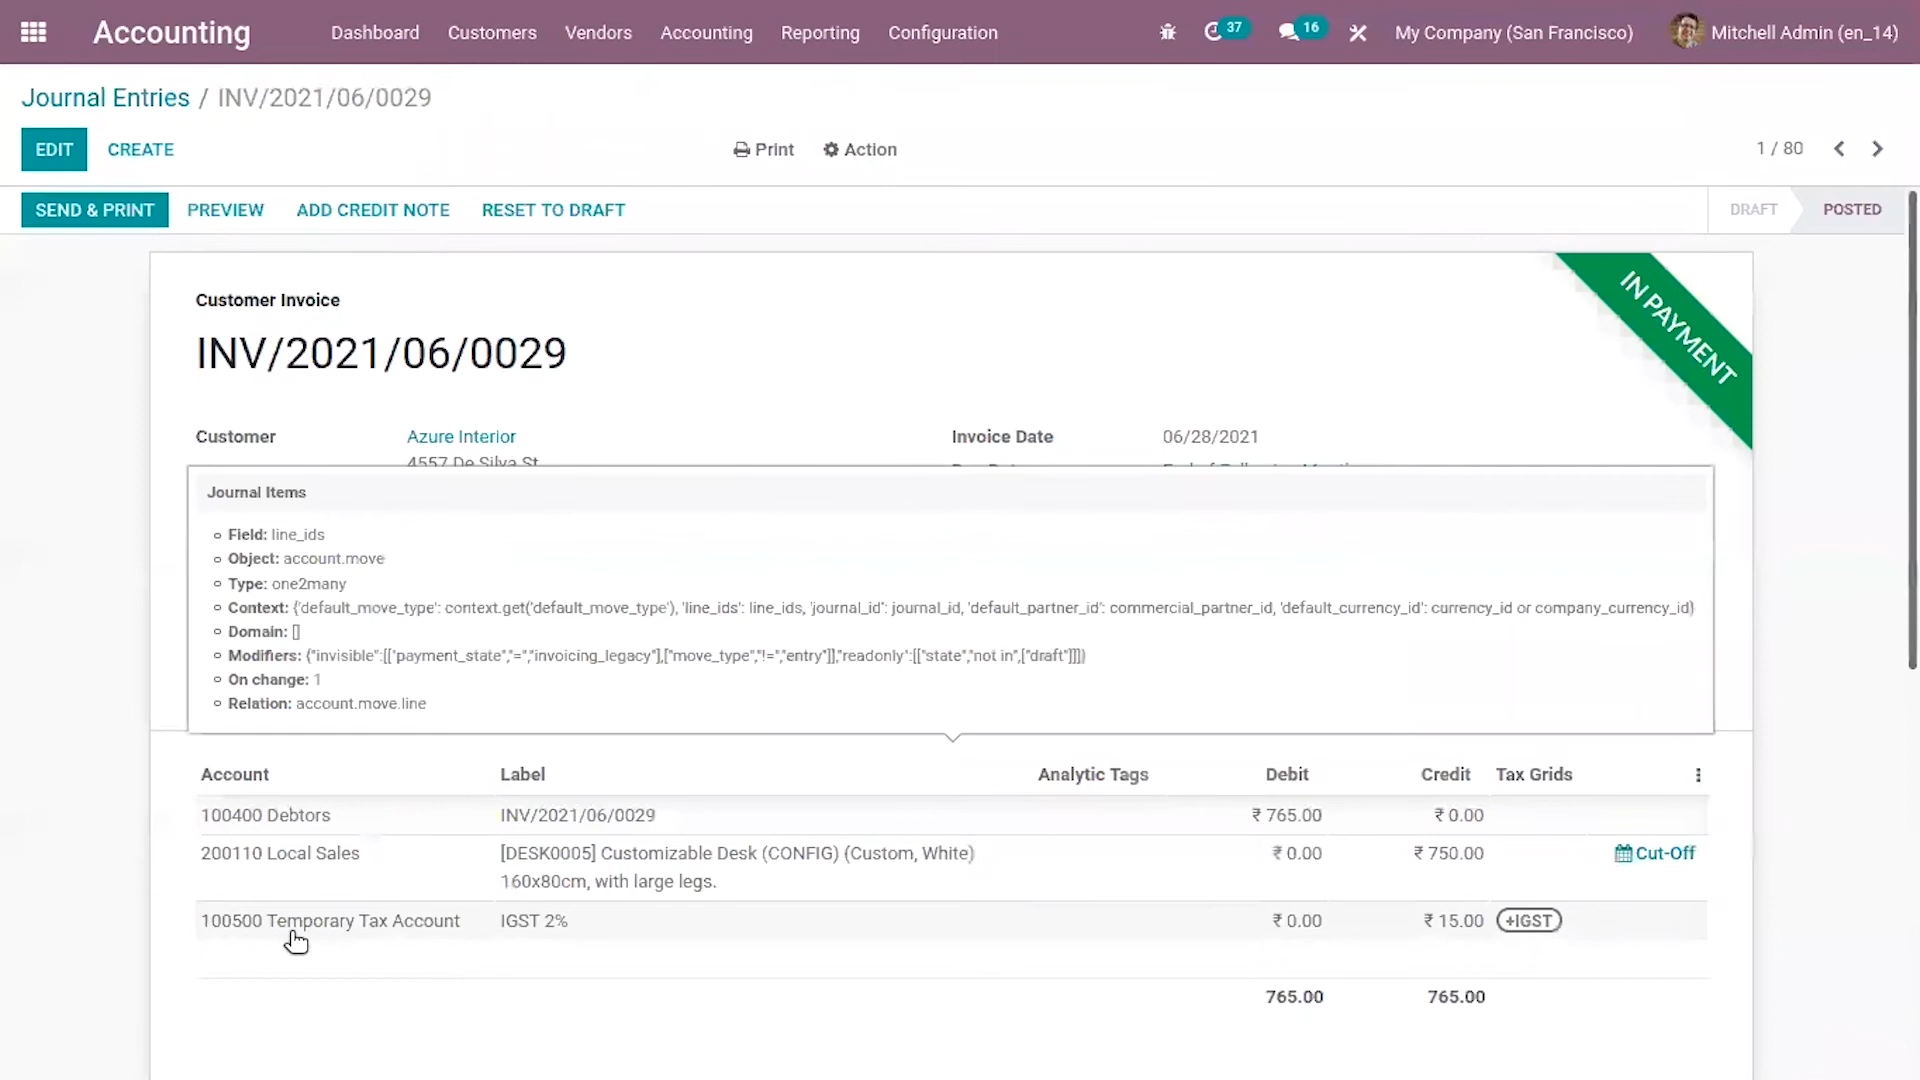 Accounting Dashboard Customers Vendors Accounting Reporting Configuration 37 16 My Company (San Francisco) Mitchell Admin (en_14)
Journal Entries / INV/2021/06/0029
EDIT CREATE Print Action 1 / 80
SEND & PRINT PREVIEW ADD CREDIT NOTE RESET TO DRAFT DRAFT POSTED
IN PAYMENT
Customer Invoice
INV/2021/06/0029
Customer Azure Interior Invoice Date 06/28/2021
4557 De Silva St
Journal Items
Field: line_ids
Object: account.move
Type: one2many
Context: {'default_move_type': context.get('default_move_type'), 'line_ids': line_ids, 'journal_id': journal_id, 'default_partner_id': commercial_partner_id, 'default_currency_id': currency_id or company_currency_id}
Domain: []
Modifiers: {"invisible":[["payment_state","=","invoicing_legacy"],["move_type","!=","entry"]],"readonly":[["state","not in",["draft"]]]}
On change: 1
Relation: account.move.line
Account Label Analytic Tags Debit Credit Tax Grids
100400 Debtors INV/2021/06/0029 ₹ 765.00 ₹ 0.00
200110 Local Sales [DESK0005] Customizable Desk (CONFIG) (Custom, White) ₹ 0.00 ₹ 750.00 Cut-Off
160x80cm, with large legs.
100500 Temporary Tax Account IGST 2% ₹ 0.00 ₹ 15.00 +IGST
765.00 765.00